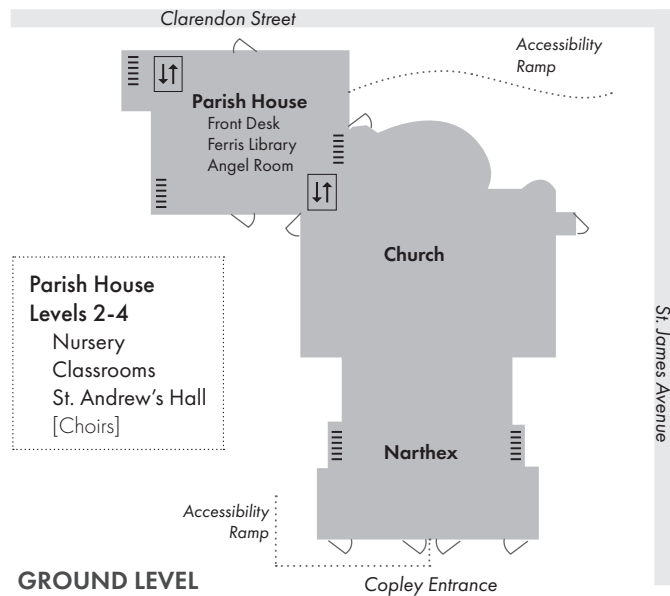 Clarendon Street
Accessibility
Ramp
Parish House
Front Desk
Ferris Library
Angel Room
Church
Parish House
Levels 2-4
Nursery
Classrooms
St. Andrew's Hall
[Choirs]
St. James Avenue
Narthex
Accessibility
Ramp
GROUND LEVEL
Copley Entrance